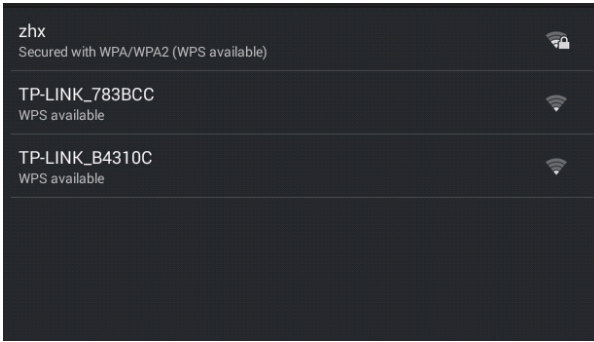 zhx
Secured with WPA/WPA2 (WPS available)
TP-LINK_783BCC
WPS available
TP-LINK_B4310C
WPS available